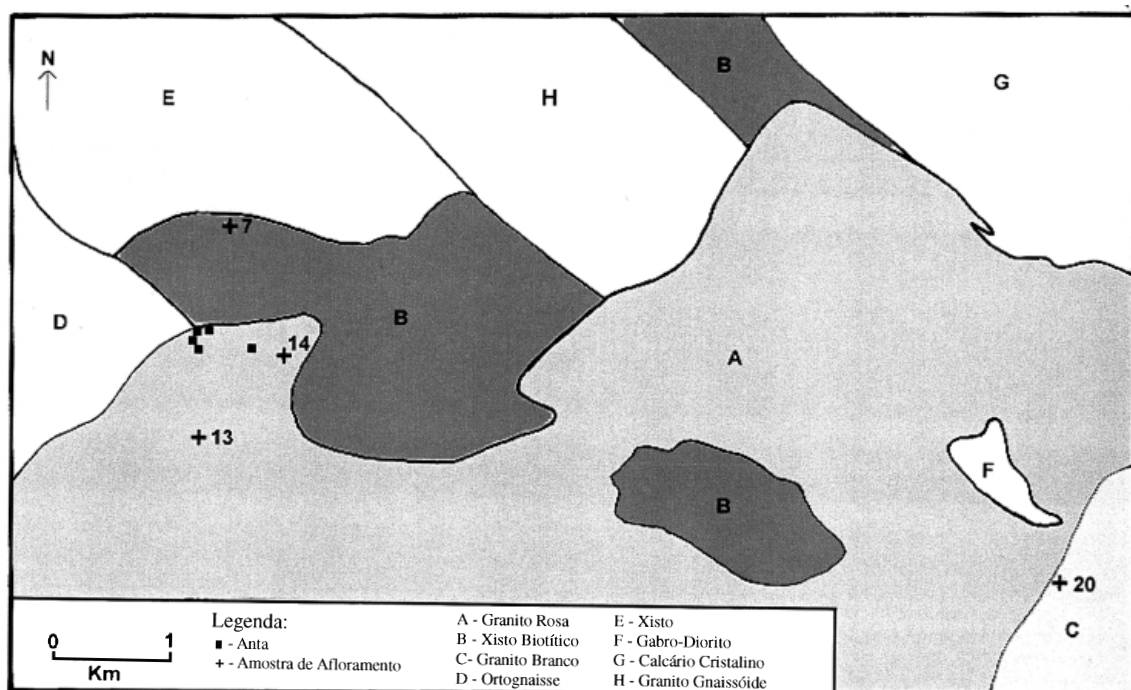 B
G
N
E
H
7
D
B
14
A
13
F
B
20
C
Legenda:
0 1
Km
■ - Anta
+ - Amostra de Afloramento
A - Granito Rosa
B - Xisto Biotítico
C- Granito Branco
D - Ortognaisse
E - Xisto
F - Gabro-Diorito
G - Calcário Cristalino
H - Granito Gnaissóide